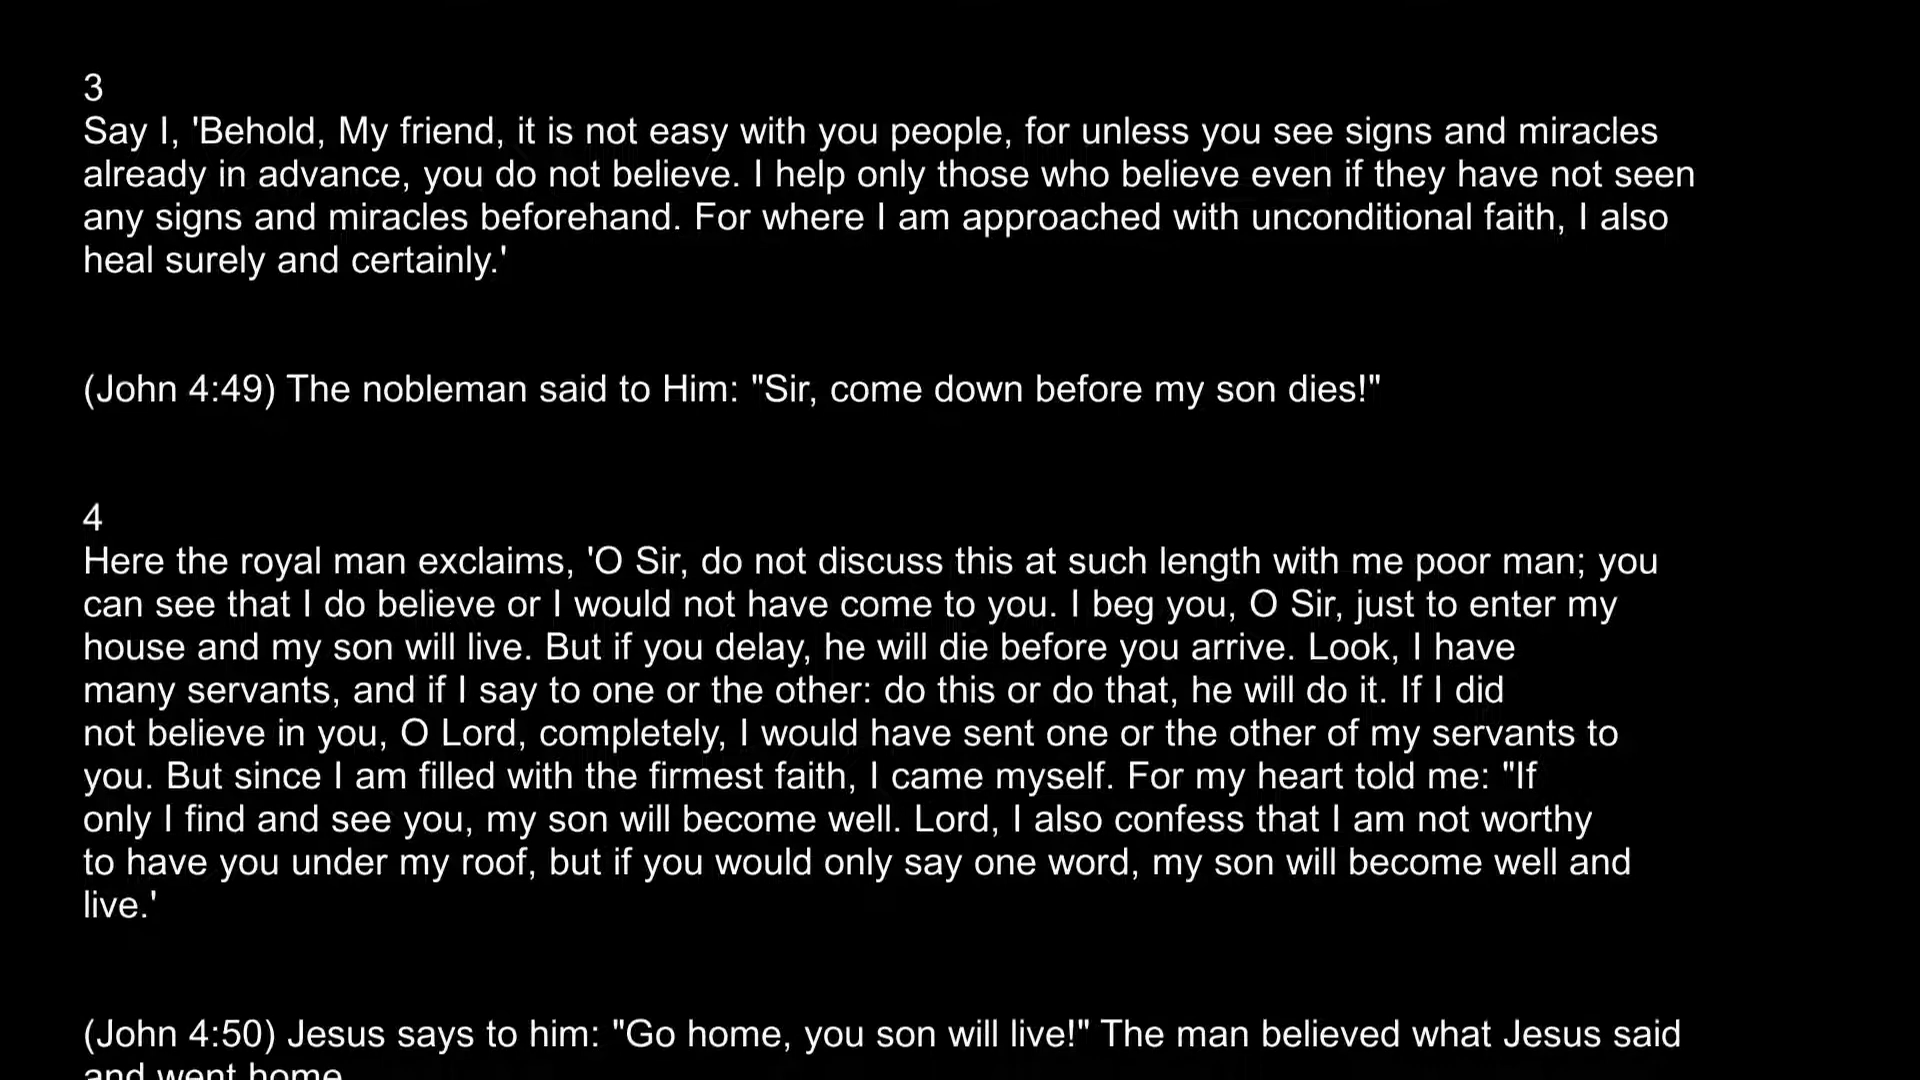 3
Say I, 'Behold, My friend, it is not easy with you people, for unless you see signs and miracles
already in advance, you do not believe. I help only those who believe even if they have not seen
any signs and miracles beforehand. For where I am approached with unconditional faith, I also
heal surely and certainly.'
(John 4:49) The nobleman said to Him: "Sir, come down before my son dies!"
4
Here the royal man exclaims, 'O Sir, do not discuss this at such length with me poor man; you
can see that I do believe or I would not have come to you. I beg you, O Sir, just to enter my
house and my son will live. But if you delay, he will die before you arrive. Look, I have
many servants, and if I say to one or the other: do this or do that, he will do it. If I did
not believe in you, O Lord, completely, I would have sent one or the other of my servants to
you. But since I am filled with the firmest faith, I came myself. For my heart told me: "If
only I find and see you, my son will become well. Lord, I also confess that I am not worthy
to have you under my roof, but if you would only say one word, my son will become well and
live.'
(John 4:50) Jesus says to him: "Go home, you son will live!" The man believed what Jesus said
and went home